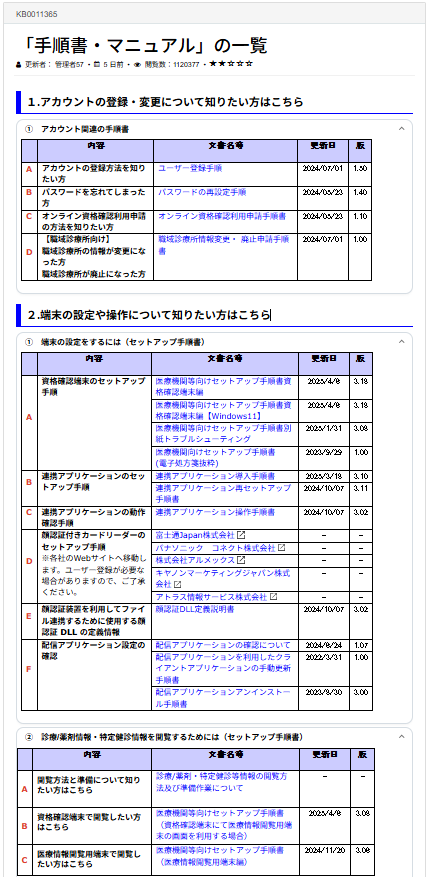 KB0011365
「手順書・マニュアル」の一覧
更新者： 管理者57 • 5 日前 • 閲覧数：1120377 • ★★☆☆☆
１.アカウントの登録・変更について知りたい方はこちら
① アカウント関連の手順書
内容 文書名等 更新日 版
A アカウントの登録方法を知りたい方 ユーザー登録手順 2024/07/01 1.50
B パスワードを忘れてしまった方 パスワードの再設定手順 2024/05/23 1.40
C オンライン資格確認利用申請の方法を知りたい方 オンライン資格確認利用申請手順書 2023/05/23 1.10
D 【職域診療所向け】
職域診療所の情報が変更になった方
職域診療所が廃止になった方 職域診療所情報変更・ 廃止申請手順書 2024/07/01 1.00
２.端末の設定や操作について知りたい方はこちら
① 端末の設定をするには（セットアップ手順書）
内容 文書名等 更新日 版
A 資格確認端末のセットアップ手順
医療機関等向けセットアップ手順書資格確認端末編 2025/4/8 3.18
医療機関等向けセットアップ手順書資格確認端末編【Windows11】 2025/4/8 3.18
医療機関等向けセットアップ手順書別紙トラブルシューティング 2025/1/31 3.08
医療機関向けセットアップ手順書(電子処方箋抜粋) 2023/9/29 1.00
B 連携アプリケーションのセットアップ手順
連携アプリケーション導入手順書 2025/3/18 3.10
連携アプリケーション再セットアップ手順書 2024/10/07 3.11
C 連携アプリケーションの動作確認手順 連携アプリケーション操作手順書 2024/10/07 3.02
D 顔認証付きカードリーダーのセットアップ手順
※各社のWebサイトへ移動します。ユーザー登録が必要な場合がありますので、ご了承ください。
富士通Japan株式会社 － －
パナソニック　コネクト株式会社 － －
株式会社アルメックス － －
キヤノンマーケティングジャパン株式会社 － －
アトラス情報サービス株式会社 － －
E 顔認証装置を利用してファイル連携するために使用する顔認証 DLL の定義情報 顔認証DLL定義説明書 2024/10/07 3.02
F 配信アプリケーション設定の確認
配信アプリケーションの確認について 2024/6/24 1.07
配信アプリケーションを利用したクライアントアプリケーションの手動更新手順書 2022/3/31 1.00
配信アプリケーションアンインストール手順書 2023/8/30 3.00
② 診療/薬剤情報・特定健診情報を閲覧するためには（セットアップ手順書）
内容 文書名等 更新日 版
A 閲覧方法と準備について知りたい方はこちら 診療/薬剤・特定健診等情報の閲覧方法及び準備作業について － －
B 資格確認端末で閲覧したい方はこちら 医療機関等向けセットアップ手順書（資格確認端末にて医療情報閲覧用端末の画面を利用する場合） 2025/4/8 3.08
C 医療情報閲覧用端末で閲覧したい方はこちら 医療機関等向けセットアップ手順書（医療情報閲覧用端末編） 2024/11/20 3.06